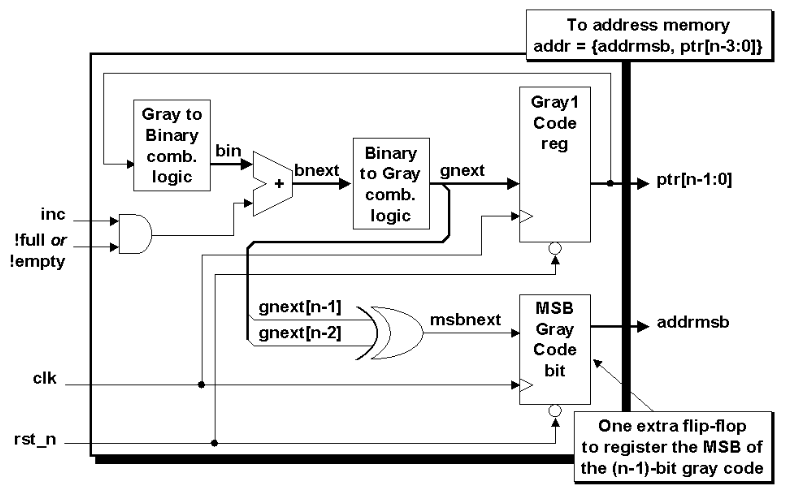 To address memory
addr = {addrmsb, ptr[n-3:0]}
Gray to
Binary
comb.
logic
bin
+
bnext
Binary
to Gray
comb.
logic
gnext
Gray1
Code
reg
ptr[n-1:0]
inc
!full or
!empty
gnext[n-1]
gnext[n-2]
msbnext
MSB
Gray
Code
bit
addrmsb
clk
rst_n
One extra flip-flop
to register the MSB of
the (n-1)-bit gray code